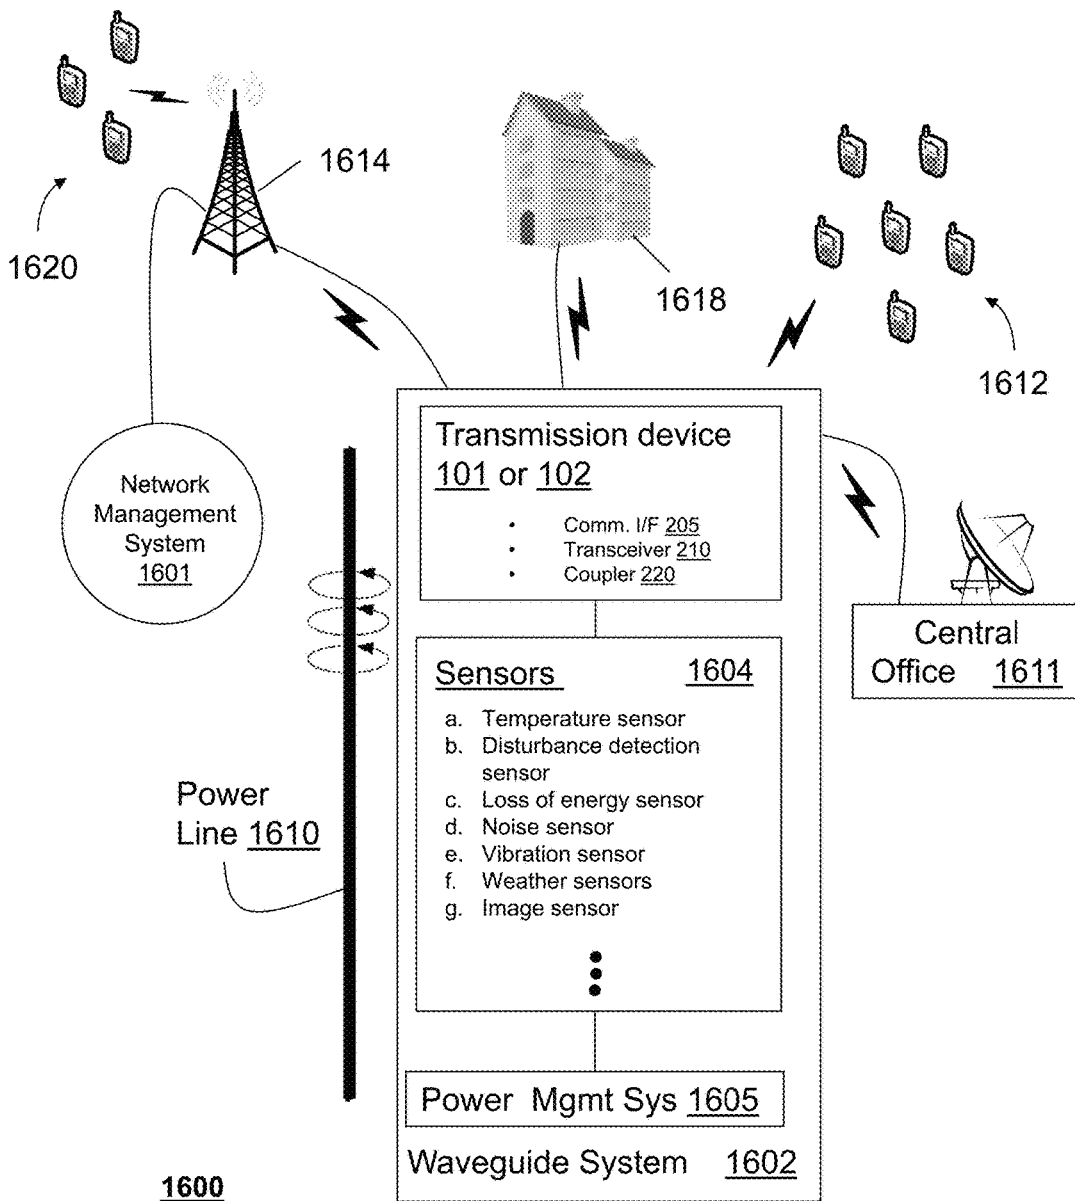 1614
1620
1618
1612
Transmission device
101 or 102
• Comm. I/F 205
• Transceiver 210
• Coupler 220
Network
Management
System
1601
Central
Office 1611
Sensors 1604
a. Temperature sensor
b. Disturbance detection
sensor
c. Loss of energy sensor
d. Noise sensor
e. Vibration sensor
f. Weather sensors
g. Image sensor
Power
Line 1610
Power Mgmt Sys 1605
Waveguide System 1602
1600